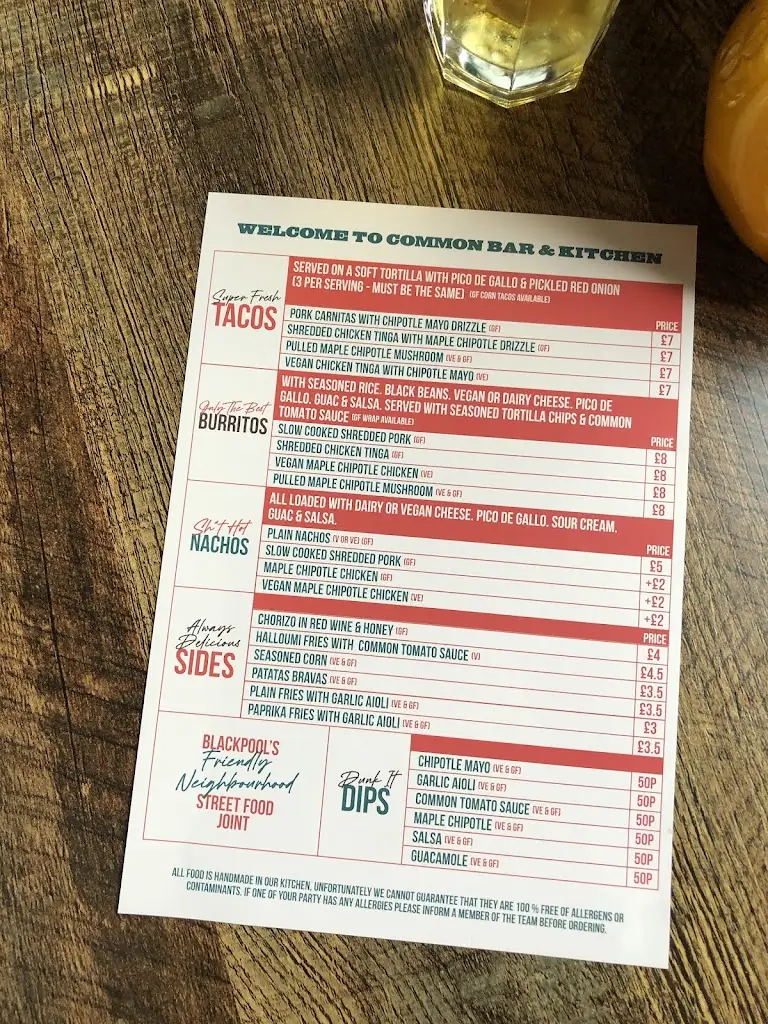 WELCOME TO COMMON BAR & KITCHEN
Super Fresh
TACOS
SERVED ON A SOFT TORTILLA WITH PICO DE GALLO & PICKLED RED ONION
(3 PER SERVING - MUST BE THE SAME) (GF CORN TACOS AVAILABLE)
PRICE
PORK CARNITAS WITH CHIPOTLE MAYO DRIZZLE (GF) £7
SHREDDED CHICKEN TINGA WITH MAPLE CHIPOTLE DRIZZLE (GF) £7
PULLED MAPLE CHIPOTLE MUSHROOM (VE & GF) £7
VEGAN CHICKEN TINGA WITH CHIPOTLE MAYO (VE) £7
Only The Best
BURRITOS
WITH SEASONED RICE. BLACK BEANS. VEGAN OR DAIRY CHEESE. PICO DE
GALLO. GUAC & SALSA. SERVED WITH SEASONED TORTILLA CHIPS & COMMON
TOMATO SAUCE (GF WRAP AVAILABLE)
PRICE
SLOW COOKED SHREDDED PORK (GF) £8
SHREDDED CHICKEN TINGA (GF) £8
VEGAN MAPLE CHIPOTLE CHICKEN (VE) £8
PULLED MAPLE CHIPOTLE MUSHROOM (VE & GF) £8
Sh*t Hot
NACHOS
ALL LOADED WITH DAIRY OR VEGAN CHEESE. PICO DE GALLO. SOUR CREAM.
GUAC & SALSA.
PRICE
PLAIN NACHOS (V OR VE) (GF) £5
SLOW COOKED SHREDDED PORK (GF) +£2
MAPLE CHIPOTLE CHICKEN (GF) +£2
VEGAN MAPLE CHIPOTLE CHICKEN (VE) +£2
Always
Delicious
SIDES
PRICE
CHORIZO IN RED WINE & HONEY (GF) £4
HALLOUMI FRIES WITH COMMON TOMATO SAUCE (V) £4.5
SEASONED CORN (VE & GF) £3.5
PATATAS BRAVAS (VE & GF) £3.5
PLAIN FRIES WITH GARLIC AIOLI (VE & GF) £3
PAPRIKA FRIES WITH GARLIC AIOLI (VE & GF) £3.5
BLACKPOOL'S
Friendly
Neighbourhood
STREET FOOD
JOINT
Dunk It
DIPS
CHIPOTLE MAYO (VE & GF) 50P
GARLIC AIOLI (VE & GF) 50P
COMMON TOMATO SAUCE (VE & GF) 50P
MAPLE CHIPOTLE (VE & GF) 50P
SALSA (VE & GF) 50P
GUACAMOLE (VE & GF) 50P
ALL FOOD IS HANDMADE IN OUR KITCHEN, UNFORTUNATELY WE CANNOT GUARANTEE THAT THEY ARE 100 % FREE OF ALLERGENS OR
CONTAMINANTS. IF ONE OF YOUR PARTY HAS ANY ALLERGIES PLEASE INFORM A MEMBER OF THE TEAM BEFORE ORDERING.